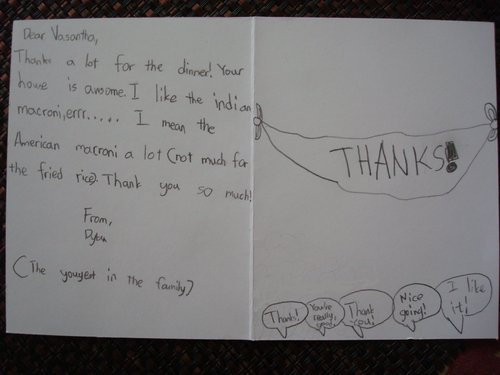 Dear Vasantha,
Thanks a lot for the dinner! Your
house is awsome. I like the indian
macroni, errr..... I mean the
American macroni a lot (not much for
the fried rice). Thank you so much!
From,
Dylan
(The yougest in the family)
THANKS!
Thank!
You're
really,
good!
Thank
you!
Nice
going!
I like
it!